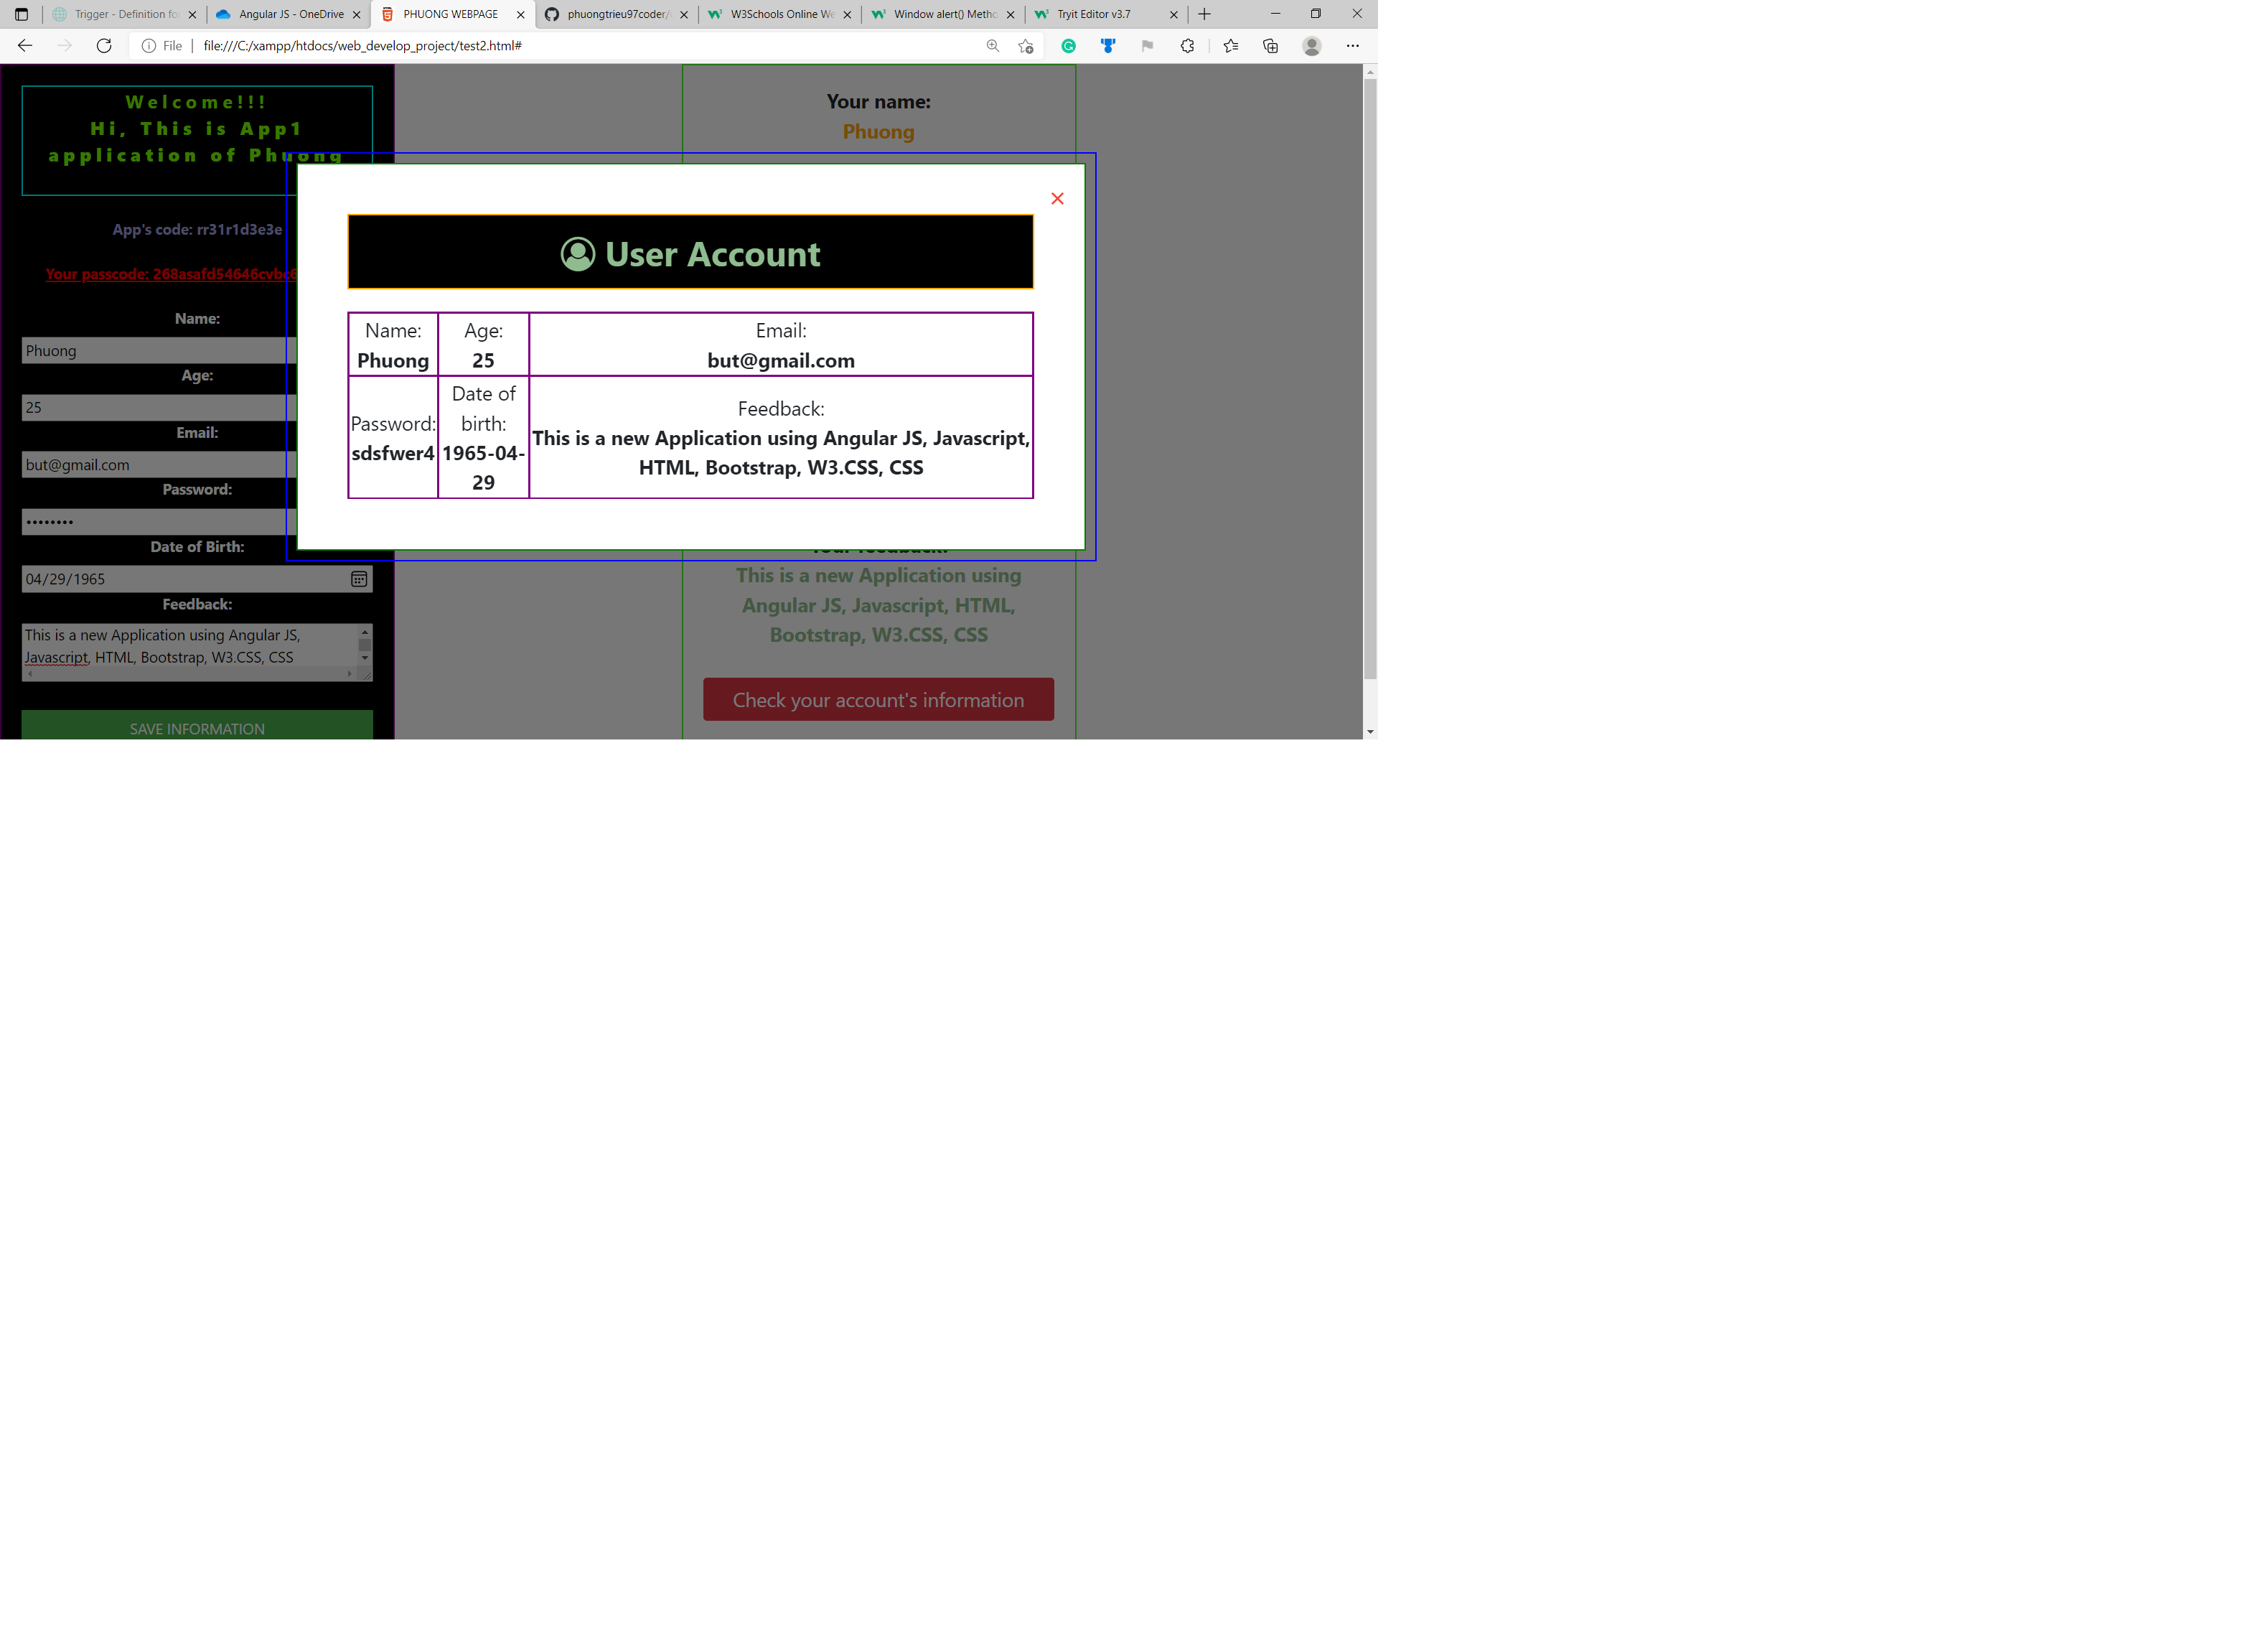 Trigger - Definition fo
Angular JS - OneDrive
PHUONG WEBPAGE
phuongtrieu97coder/
W3Schools Online We
Window alert() Metho
Tryit Editor v3.7
File
file:///C:/xampp/htdocs/web_develop_project/test2.html#
Welcome!!!
Hi, This is App1
application of Phuong
App's code: rr31r1d3e3e
Your passcode: 268asafd54646cvbc
Name:
Phuong
Age:
25
Email:
but@gmail.com
Password:
••••••••
Date of Birth:
04/29/1965
Feedback:
This is a new Application using Angular JS,
Javascript, HTML, Bootstrap, W3.CSS, CSS
SAVE INFORMATION
User Account
Name:
Phuong
Age:
25
Email:
but@gmail.com
Password:
sdsfwer4
Date of
birth:
1965-04-
29
Feedback:
This is a new Application using Angular JS, Javascript,
HTML, Bootstrap, W3.CSS, CSS
Your name:
Phuong
Your feedback:
This is a new Application using
Angular JS, Javascript, HTML,
Bootstrap, W3.CSS, CSS
Check your account's information